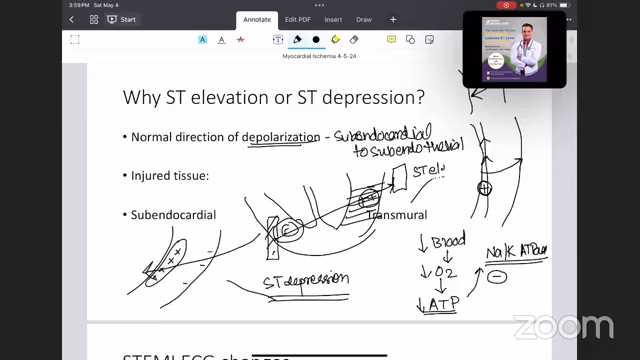 3:59 PM Sat May 4
81%
Start
Annotate
Edit PDF
Insert
Draw
Myocardial Ischemia 4-5-24
Why ST elevation or ST depression?
• Normal direction of depolarization - subendocardial
to subendothelial
• Injured tissue:
ST ele
• Subendocardial
Transmural
ST depression
↓ Blood
↓
↓ O2
↓
↓ ATP
Na/K ATPase
zoom
STEMI ECG changes